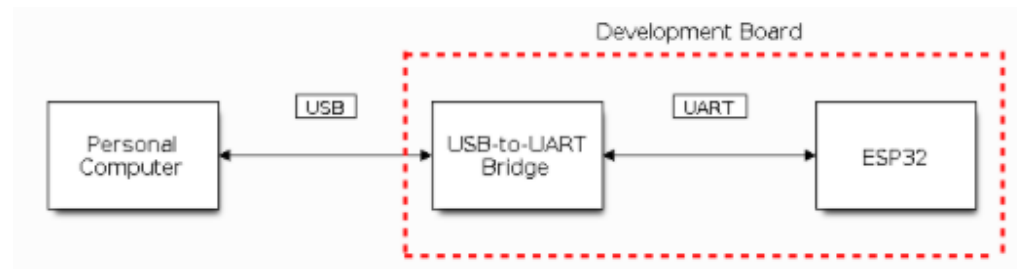 Development Board
USB
UART
Personal
Computer
USB-to-UART
Bridge
ESP32